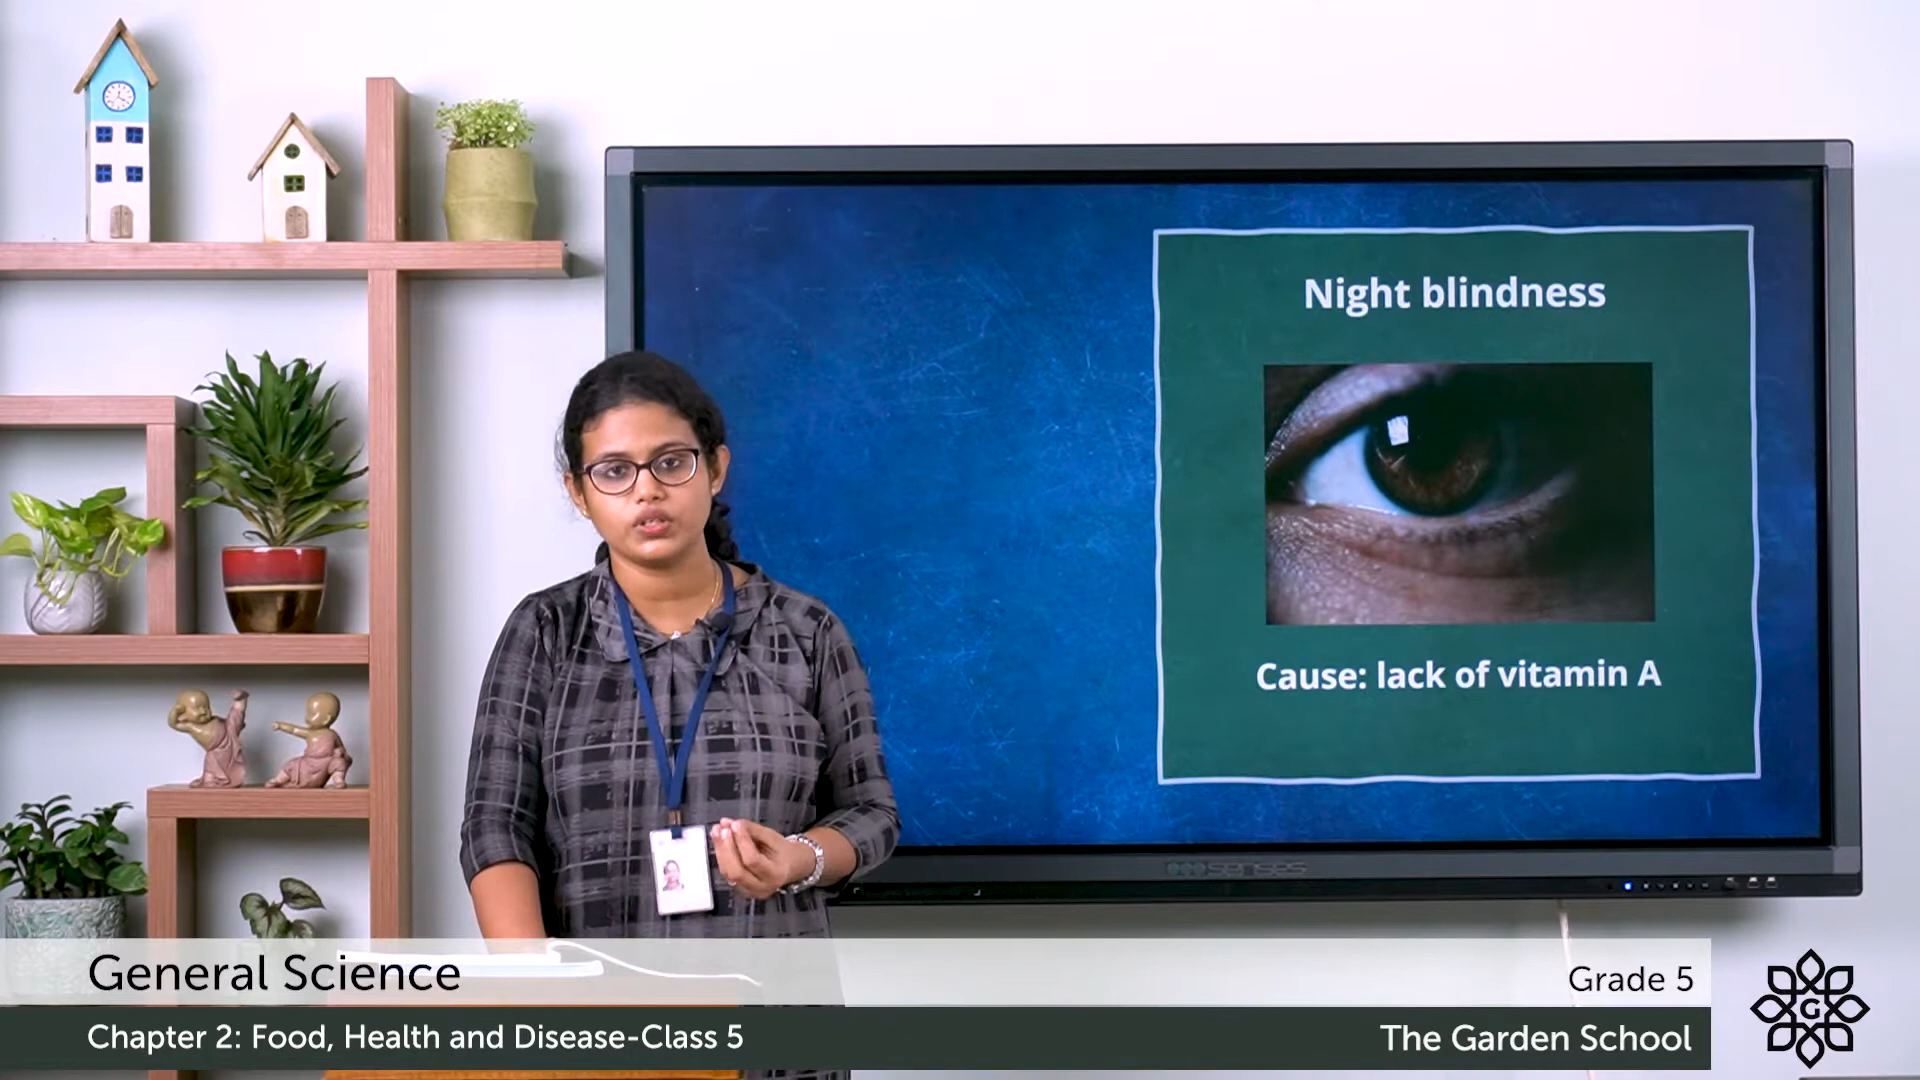 Night blindness
Cause: lack of vitamin A
senses
General Science
Grade 5
Chapter 2: Food, Health and Disease-Class 5
The Garden School
G